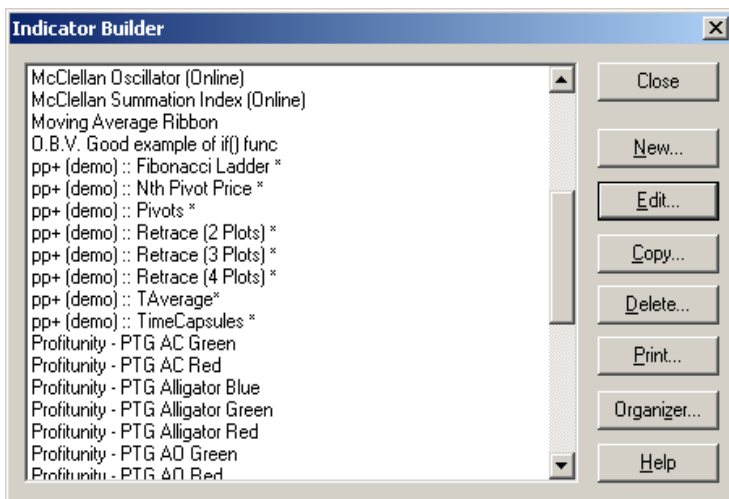 Indicator Builder
McClellan Oscillator (Online)
McClellan Summation Index (Online)
Moving Average Ribbon
O.B.V. Good example of if() func
pp+ (demo) :: Fibonacci Ladder *
pp+ (demo) :: Nth Pivot Price *
pp+ (demo) :: Pivots *
pp+ (demo) :: Retrace (2 Plots) *
pp+ (demo) :: Retrace (3 Plots) *
pp+ (demo) :: Retrace (4 Plots) *
pp+ (demo) :: TAverage*
pp+ (demo) :: TimeCapsules *
Profitunity - PTG AC Green
Profitunity - PTG AC Red
Profitunity - PTG Alligator Blue
Profitunity - PTG Alligator Green
Profitunity - PTG Alligator Red
Profitunity - PTG AO Green
Profitunity - PTG AO Red
Close
New...
Edit...
Copy...
Delete...
Print...
Organizer...
Help